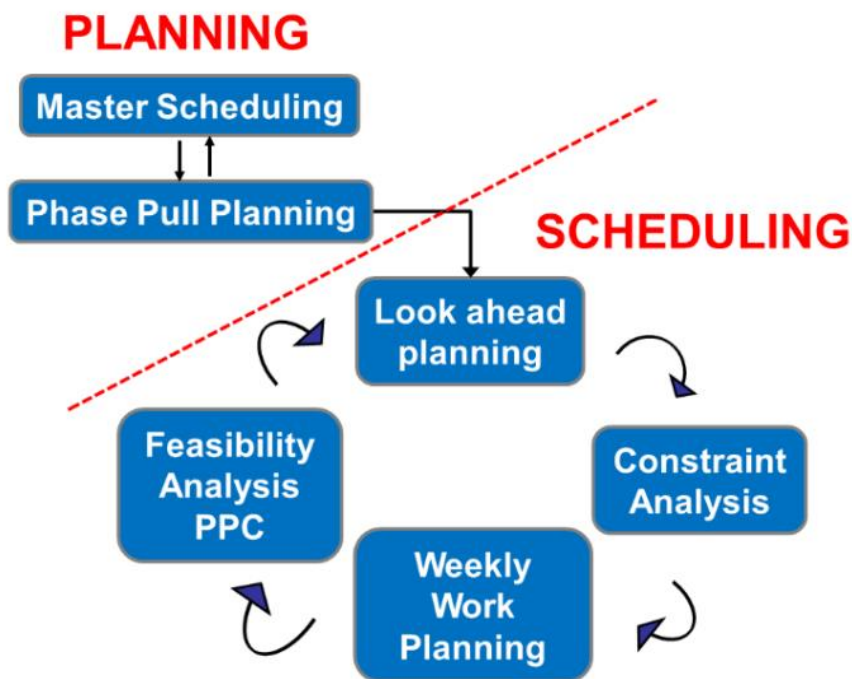 PLANNING
Master Scheduling
Phase Pull Planning
SCHEDULING
Look ahead
planning
Feasibility
Analysis
PPC
Constraint
Analysis
Weekly
Work
Planning